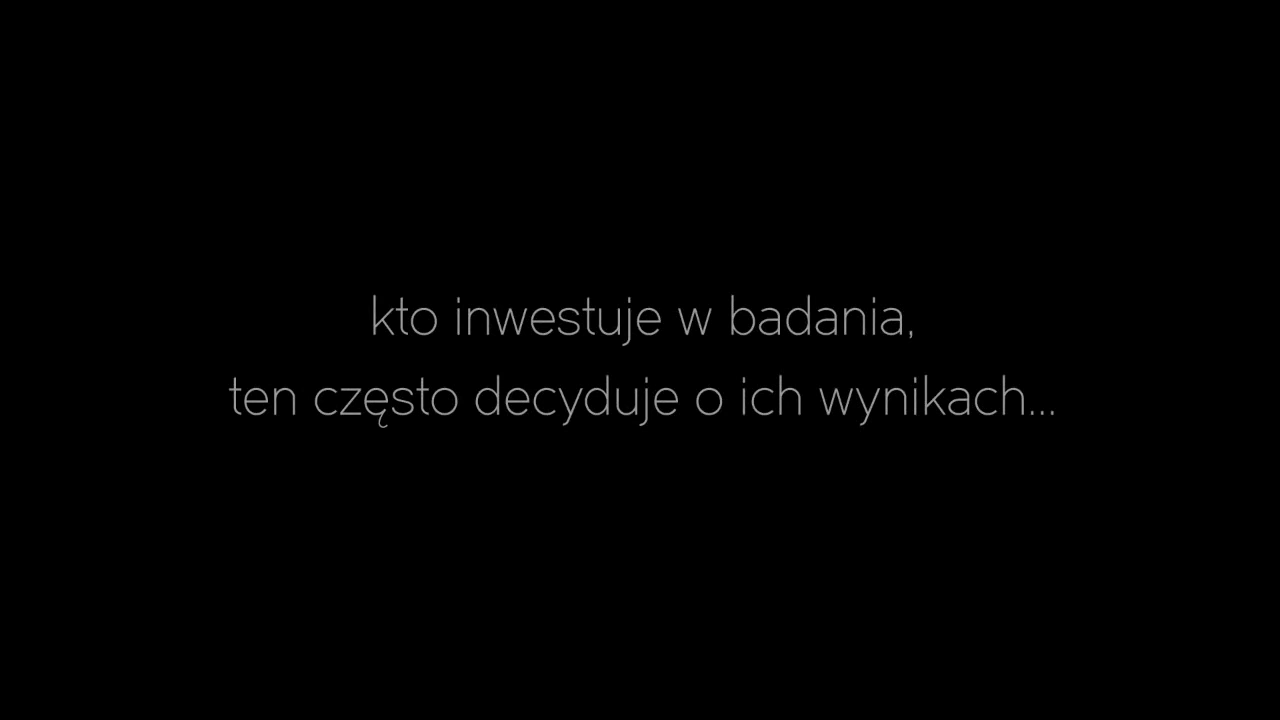 kto inwestuje w badania,
ten często decyduje o ich wynikach...